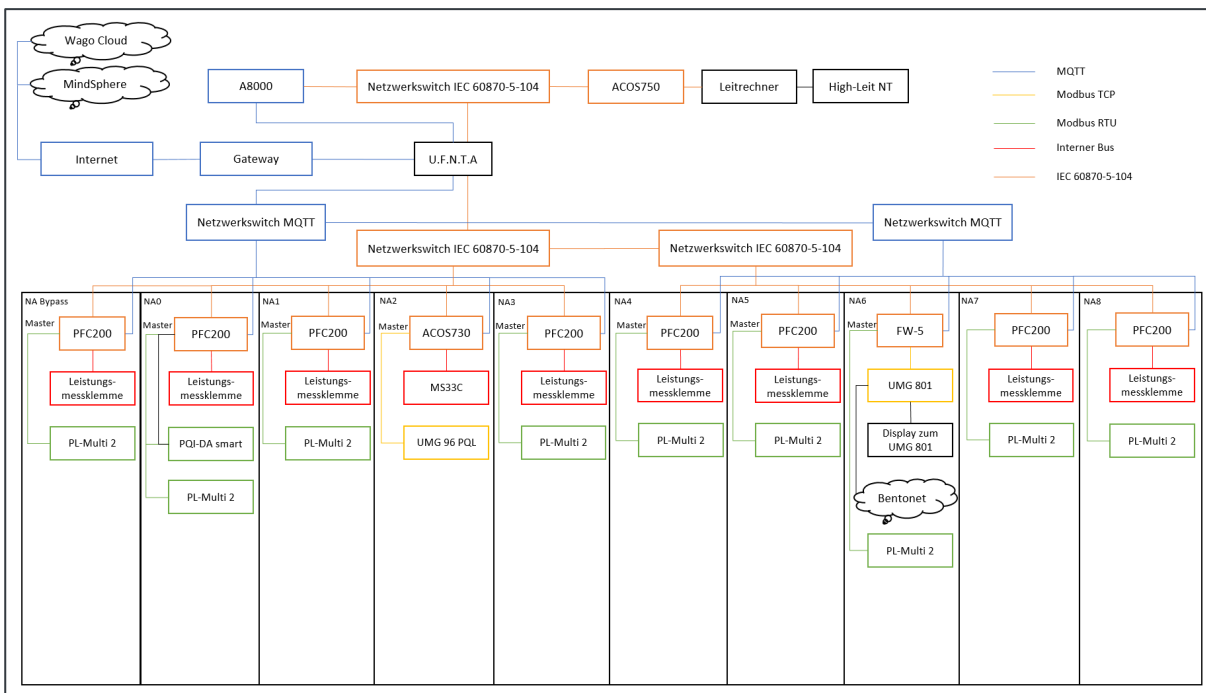 Wago Cloud
MindSphere
A8000
Netzwerkswitch IEC 60870-5-104
ACOS750
Leitrechner
High-Leit NT
MQTT
Modbus TCP
Modbus RTU
Interner Bus
IEC 60870-5-104
Internet
Gateway
U.F.N.T.A
Netzwerkswitch MQTT
Netzwerkswitch MQTT
Netzwerkswitch IEC 60870-5-104
Netzwerkswitch IEC 60870-5-104
NA Bypass
Master
PFC200
Leistungs-
messklemme
PL-Multi 2
NA0
Master
PFC200
Leistungs-
messklemme
PQI-DA smart
PL-Multi 2
NA1
Master
PFC200
Leistungs-
messklemme
PL-Multi 2
NA2
Master
ACOS730
MS33C
UMG 96 PQL
NA3
Master
PFC200
Leistungs-
messklemme
PL-Multi 2
NA4
Master
PFC200
Leistungs-
messklemme
PL-Multi 2
NA5
Master
PFC200
Leistungs-
messklemme
PL-Multi 2
NA6
Master
FW-5
UMG 801
Display zum
UMG 801
Bentonet
PL-Multi 2
NA7
PFC200
Leistungs-
messklemme
PL-Multi 2
NA8
PFC200
Leistungs-
messklemme
PL-Multi 2